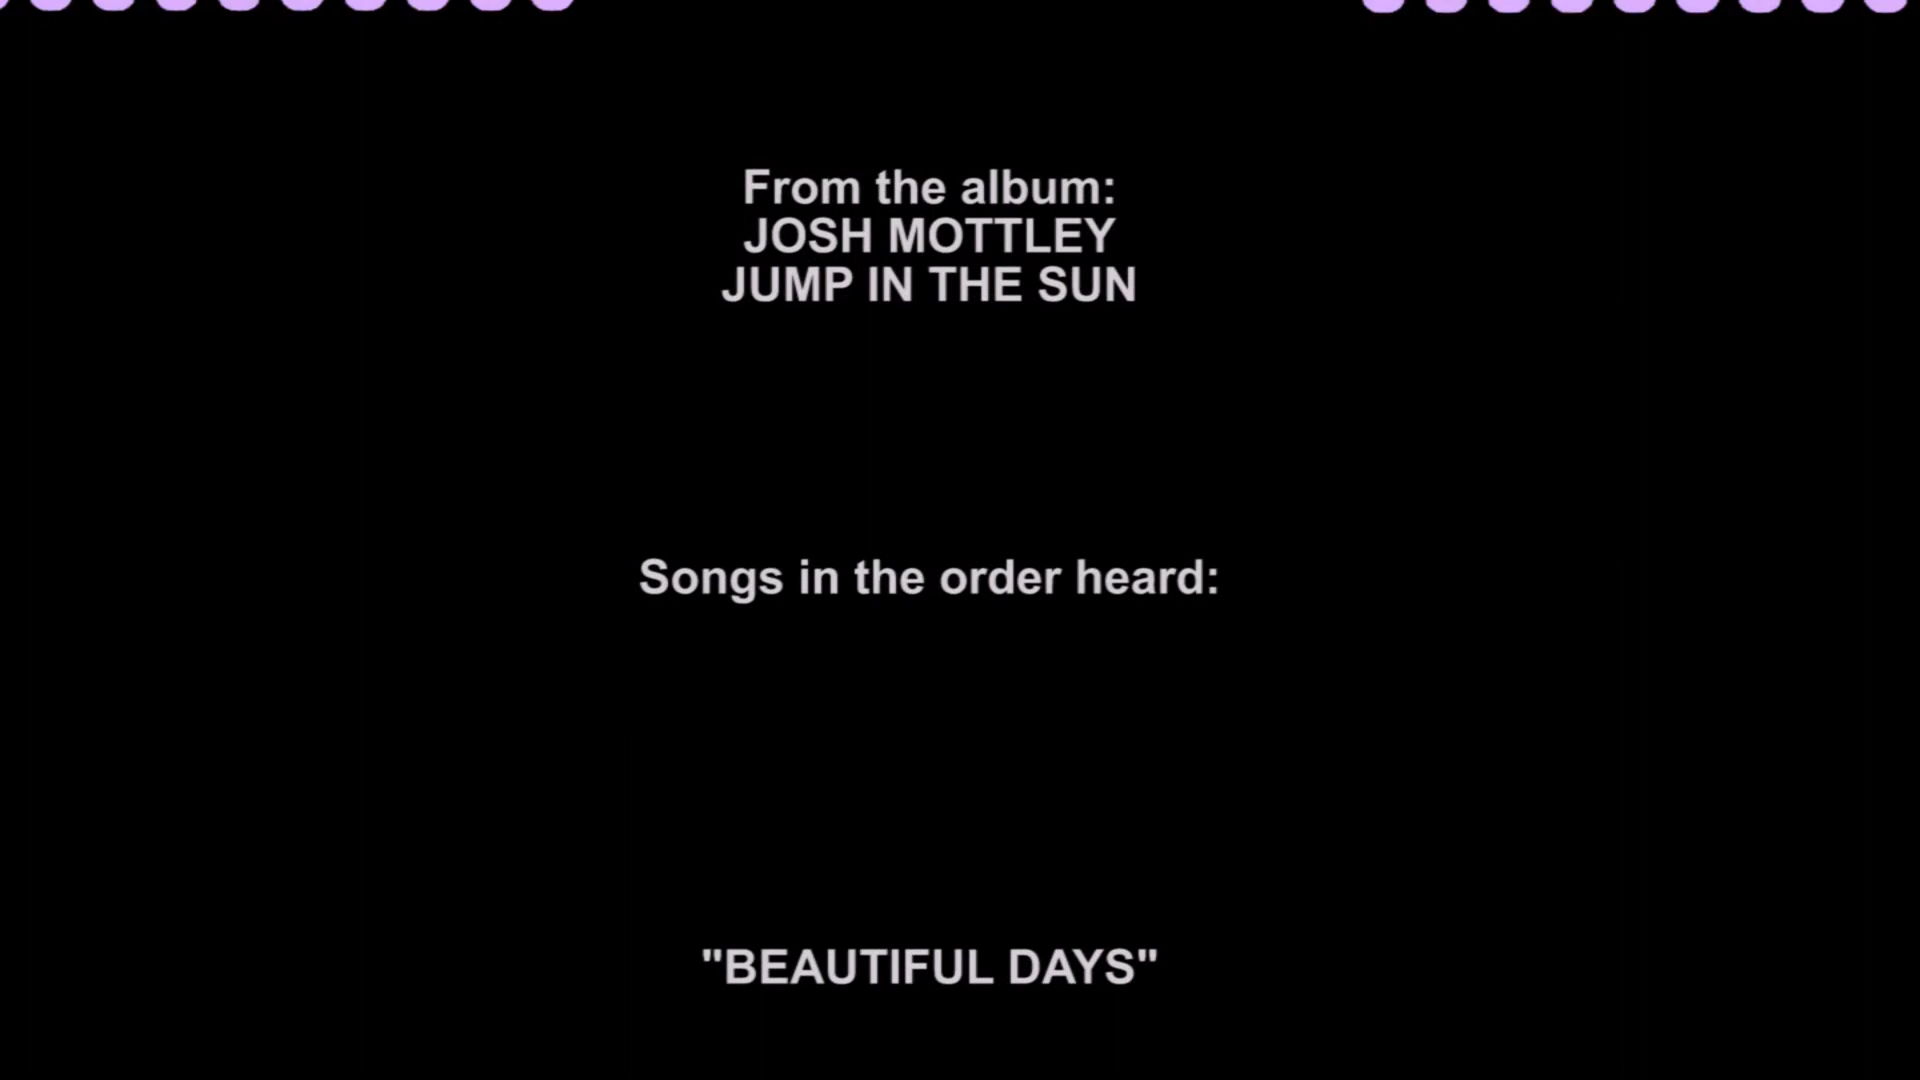 From the album:
JOSH MOTTLEY
JUMP IN THE SUN
Songs in the order heard:
"BEAUTIFUL DAYS"